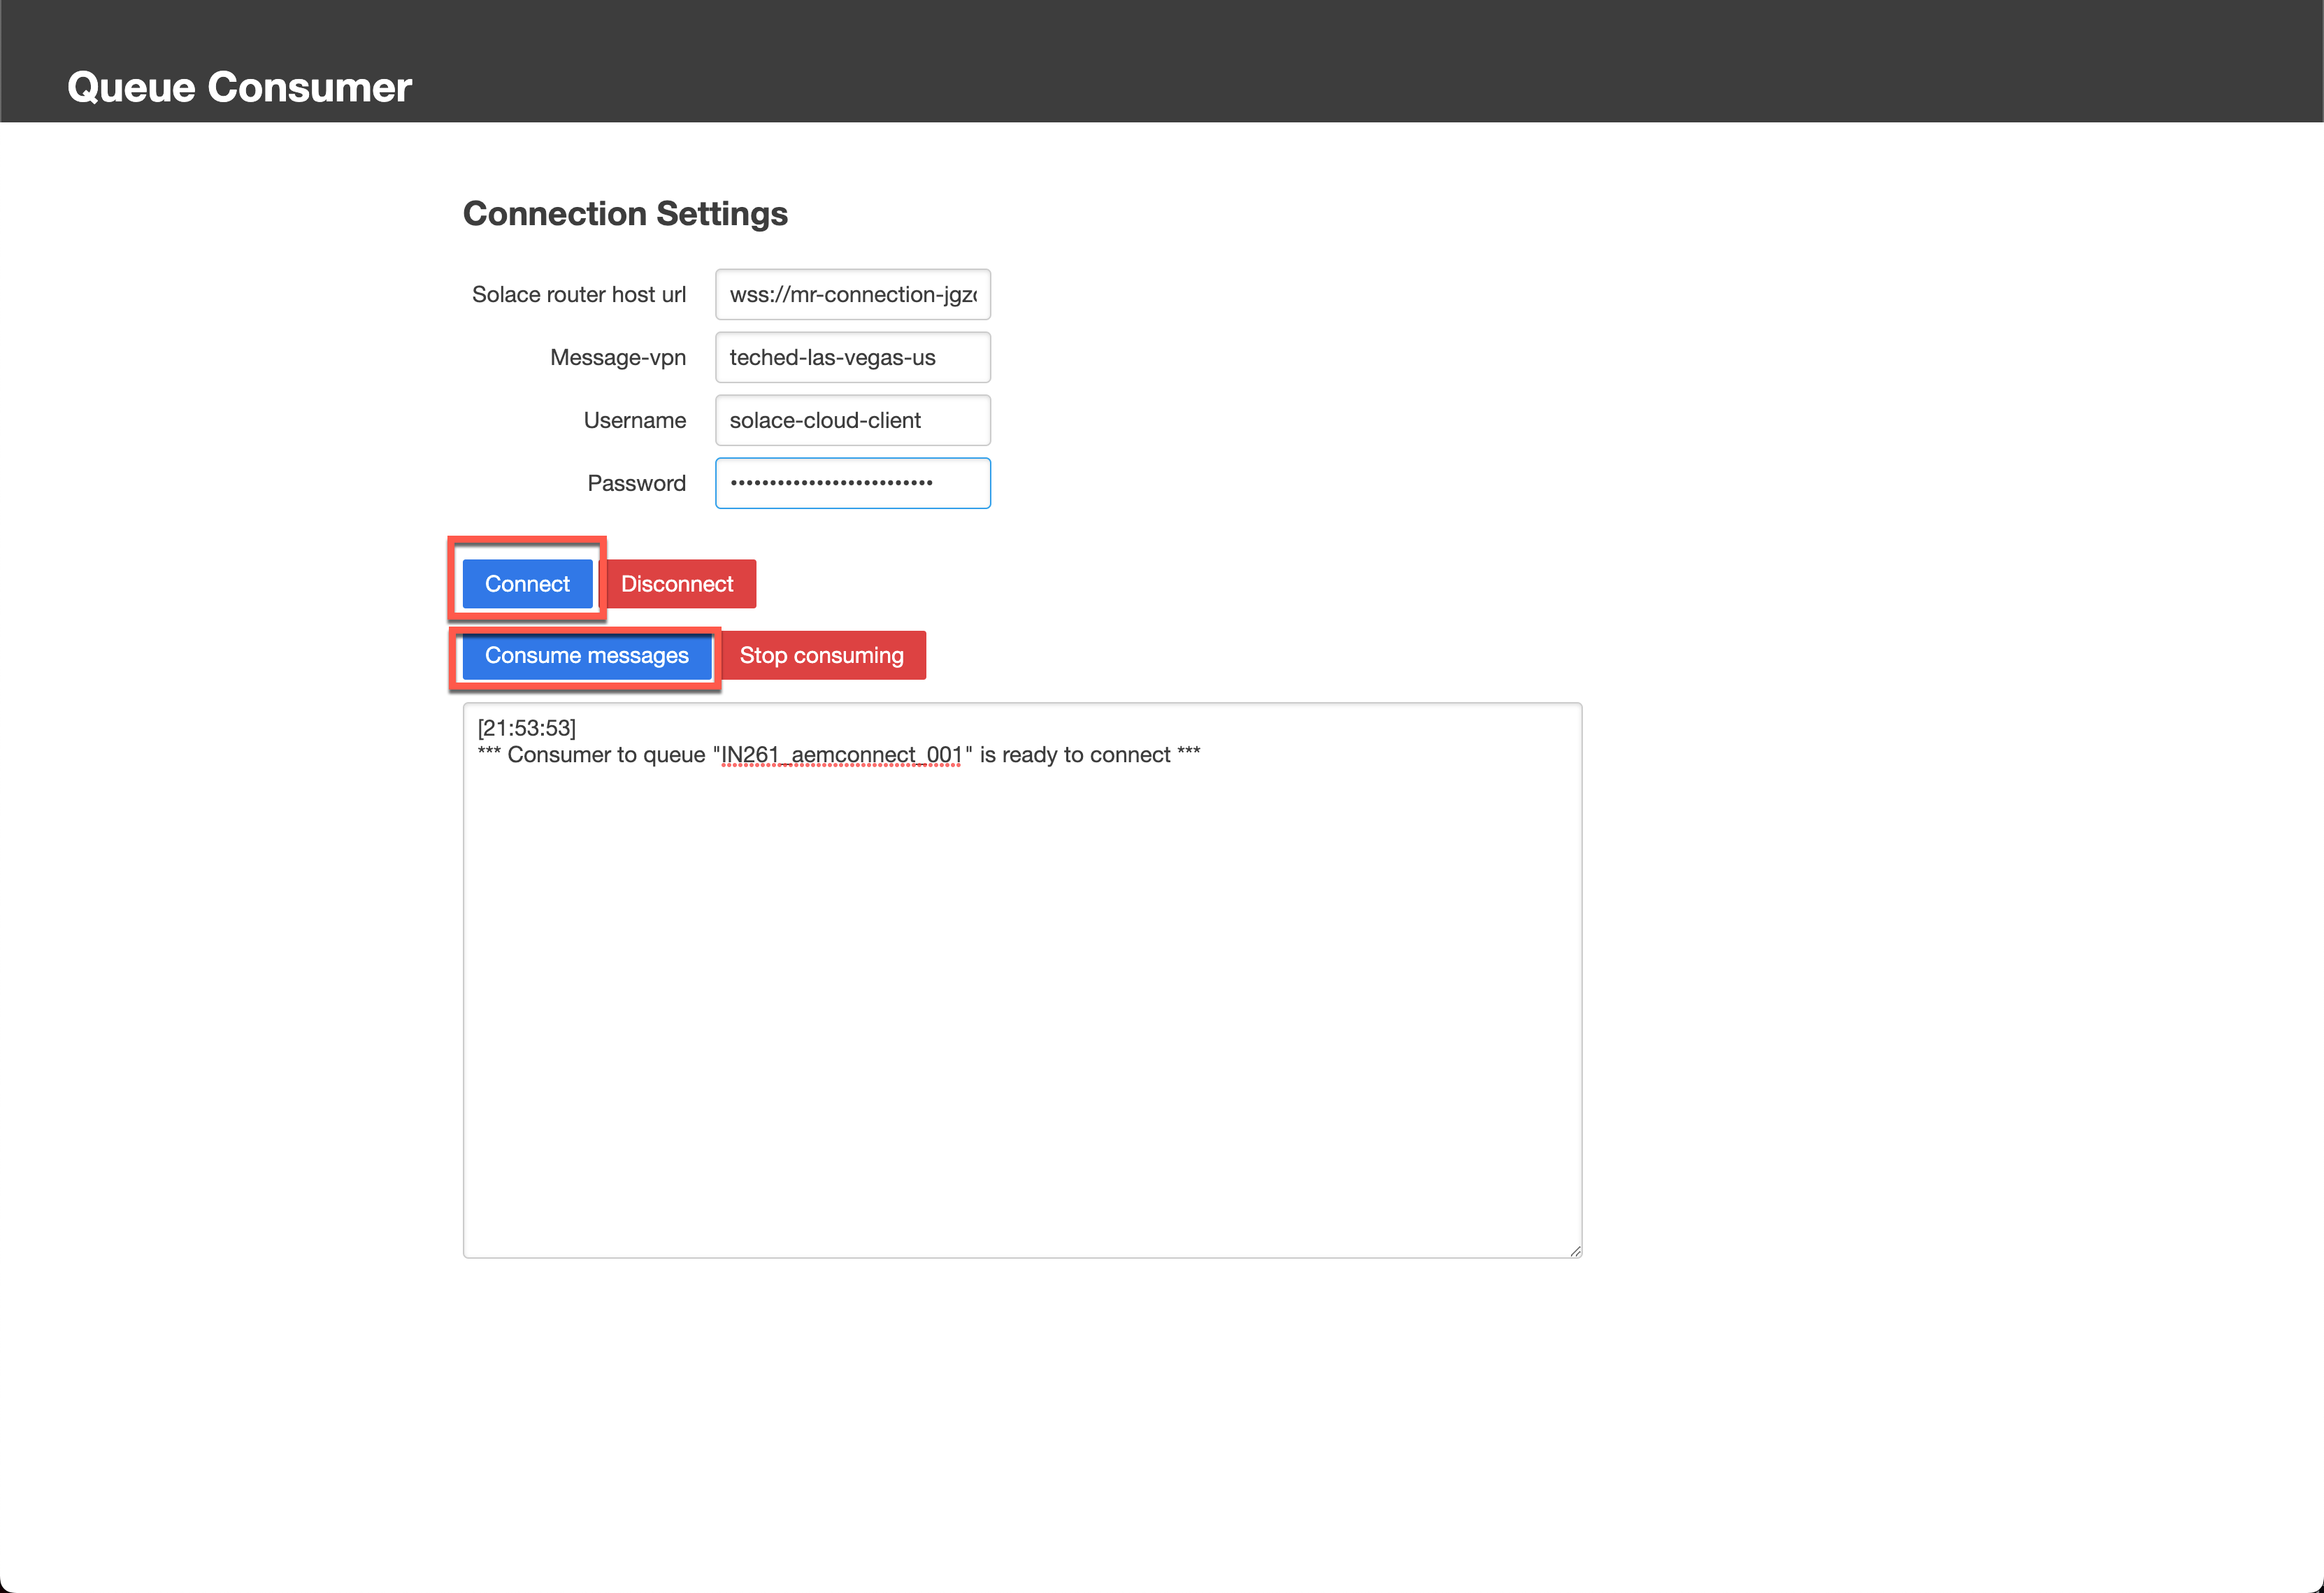 Queue Consumer
Connection Settings
Solace router host url wss://mr-connection-jgz
Message-vpn teched-las-vegas-us
Username solace-cloud-client
Password ••••••••••••••••••••••••••
Connect Disconnect
Consume messages Stop consuming
[21:53:53]
*** Consumer to queue "IN261_aemconnect_001" is ready to connect ***